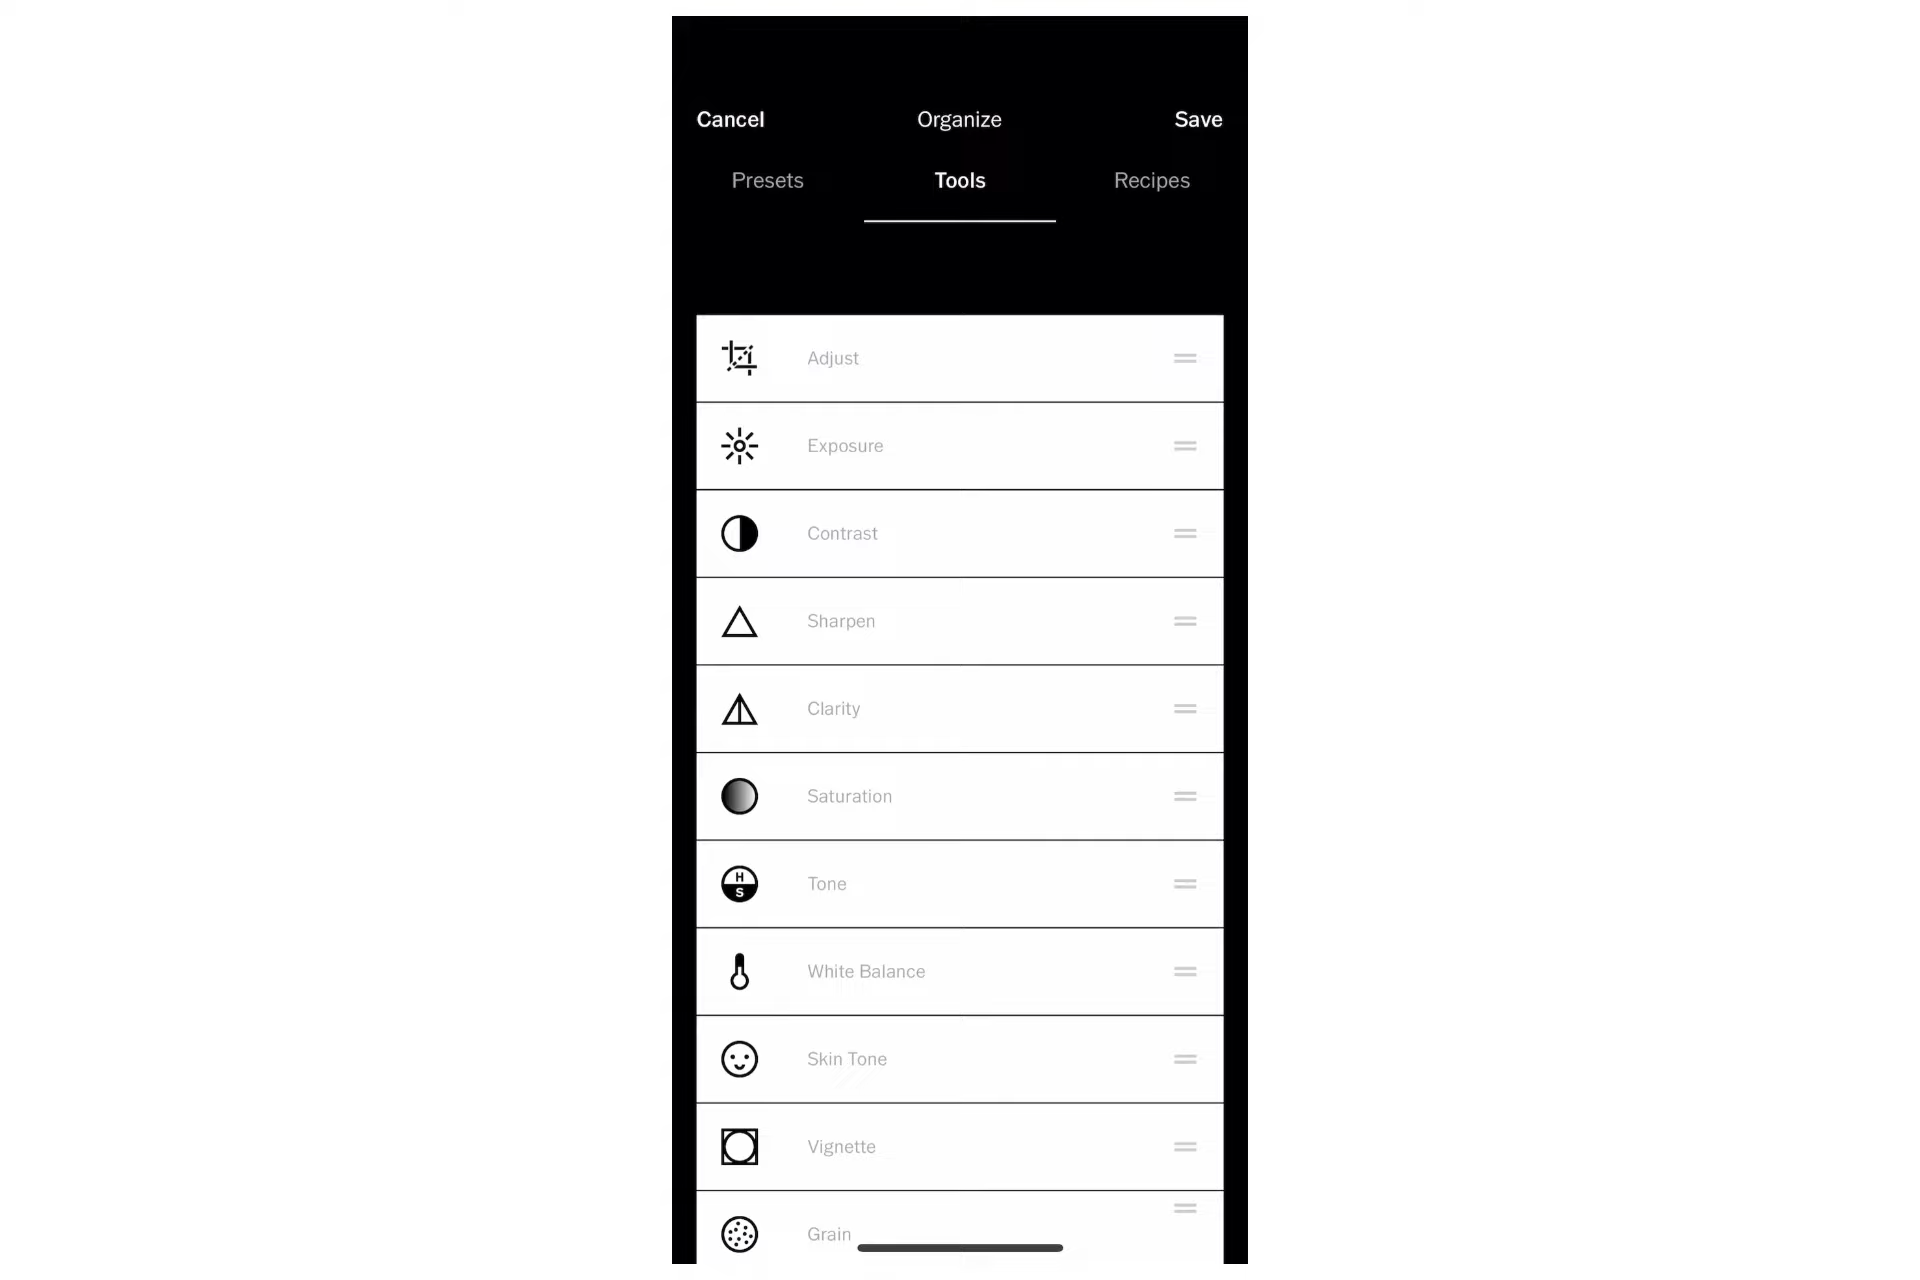 Cancel Organize Save
Presets Tools Recipes
Adjust
Exposure
Contrast
Sharpen
Clarity
Saturation
H
S
Tone
White Balance
Skin Tone
Vignette
Grain